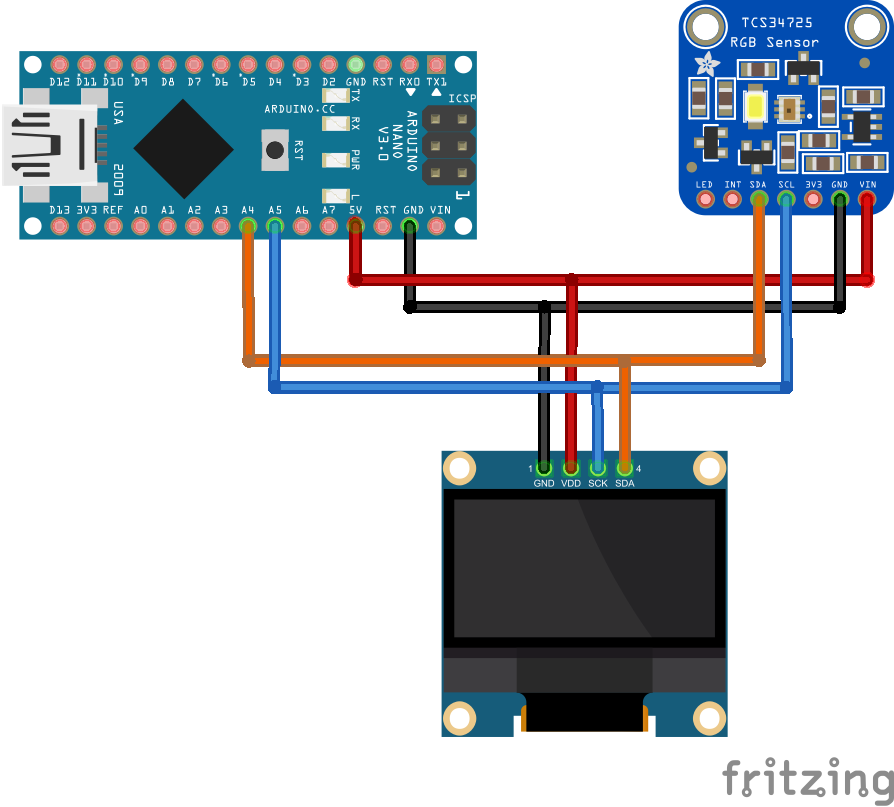 TCS34725
RGB Sensor
LED INT SDA SCL 3V3 GND VIN
D12 D11 D10 D9 D8 D7 D6 D5 D4 D3 D2 GND RST RX0 TX1
ICSP
TX
RX
PWR
L
ARDUINO.CC
ARDUINO
NANO
V3.0
RST
USA
2009
1
D13 3V3 REF A0 A1 A2 A3 A4 A5 A6 A7 5V RST GND VIN
1 4
GND VDD SCK SDA
fritzing